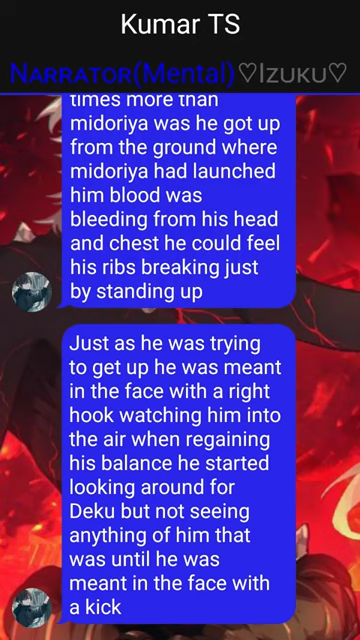 Kumar TS
Narrator(Mental)♡Izuku♡
times more than
midoriya was he got up
from the ground where
midoriya had launched
him blood was
bleeding from his head
and chest he could feel
his ribs breaking just
by standing up
Just as he was trying
to get up he was meant
in the face with a right
hook watching him into
the air when regaining
his balance he started
looking around for
Deku but not seeing
anything of him that
was until he was
meant in the face with
a kick